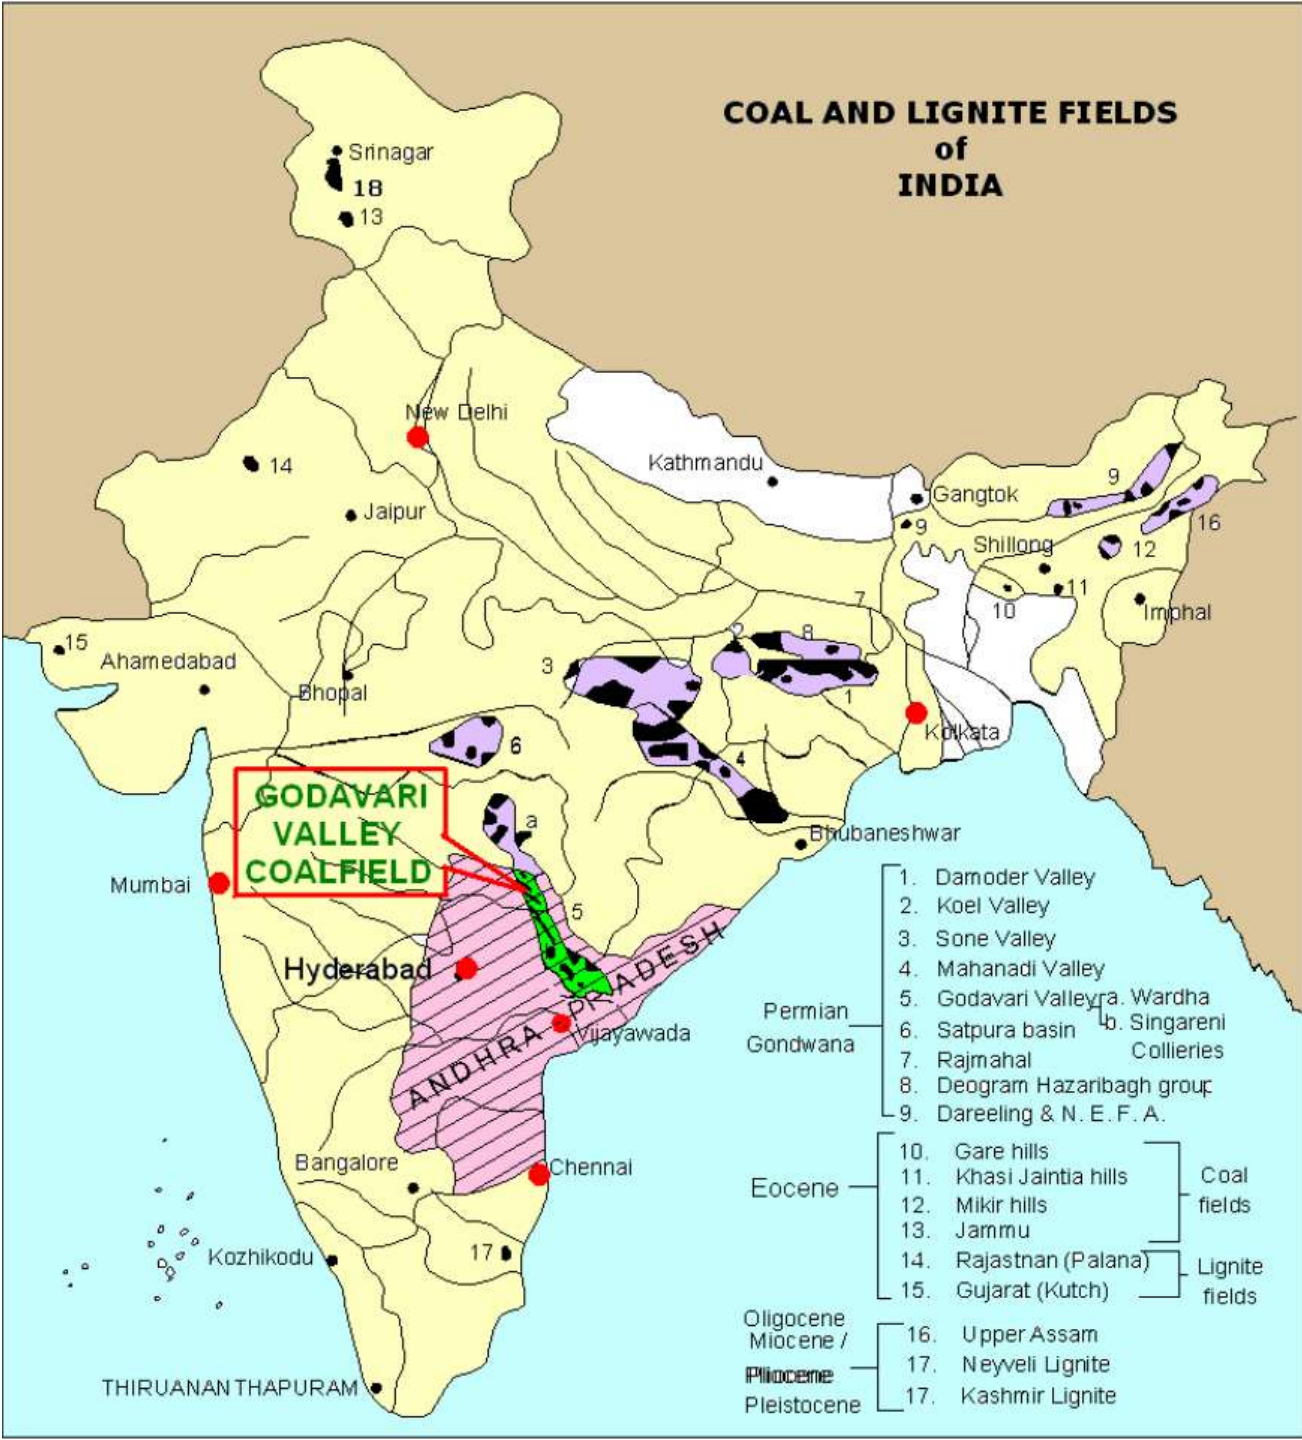 COAL AND LIGNITE FIELDS
of
INDIA
Srinagar
18
13
New Delhi
14
Jaipur
Kathmandu
Gangtok
9
9
16
Shillong
12
11
10
Imphal
15
Ahamedabad
Bhopal
7
2
8
3
1
Kolkata
6
4
GODAVARI
VALLEY
COALFIELD
a
Bhubaneshwar
Mumbai
5
Hyderabad
ANDHRA PRADESH
Vijayawada
Bangalore
Chennai
Kozhikodu
17
THIRUANANTHAPURAM
Permian
Gondwana
1. Damoder Valley
2. Koel Valley
3. Sone Valley
4. Mahanadi Valley
5. Godavari Valley a. Wardha
b. Singareni
Collieries
6. Satpura basin
7. Rajmahal
8. Deogram Hazaribagh group
9. Dareeling & N. E. F. A.
Eocene
10. Gare hills
11. Khasi Jaintia hills
12. Mikir hills
13. Jammu
Coal
fields
14. Rajastnan (Palana)
15. Gujarat (Kutch)
Lignite
fields
Oligocene
Miocene /
Pliocene
Pleistocene
16. Upper Assam
17. Neyveli Lignite
17. Kashmir Lignite